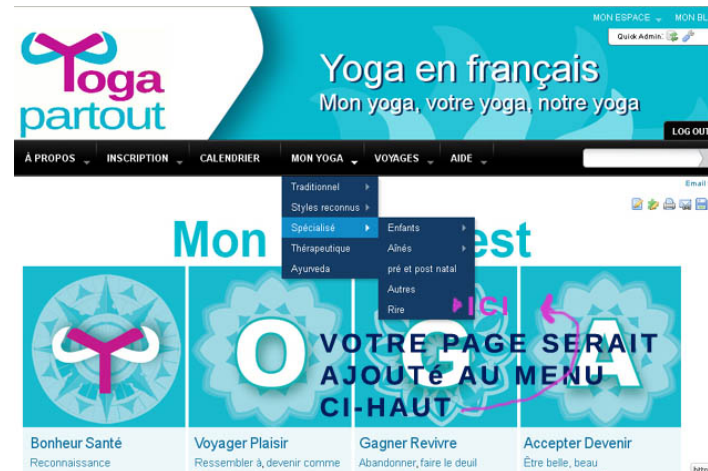 MON ESPACE MON BL
Quick Admin:
Yoga
partout
Yoga en français
Mon yoga, votre yoga, notre yoga
LOG OUT
À PROPOS INSCRIPTION CALENDRIER MON YOGA VOYAGES AIDE
Email
Traditionnel
Styles reconnus
Spécialisé Enfants
Thérapeutique Aînés
Ayurveda pré et post natal
Autres
Rire
Mon est
ICI
O G A
VOTRE PAGE SERAIT
AJOUTé AU MENU
CI-HAUT
Bonheur Santé Voyager Plaisir Gagner Revivre Accepter Devenir
Reconnaissance Ressembler à, devenir comme Abandonner, faire le deuil Être belle, beau